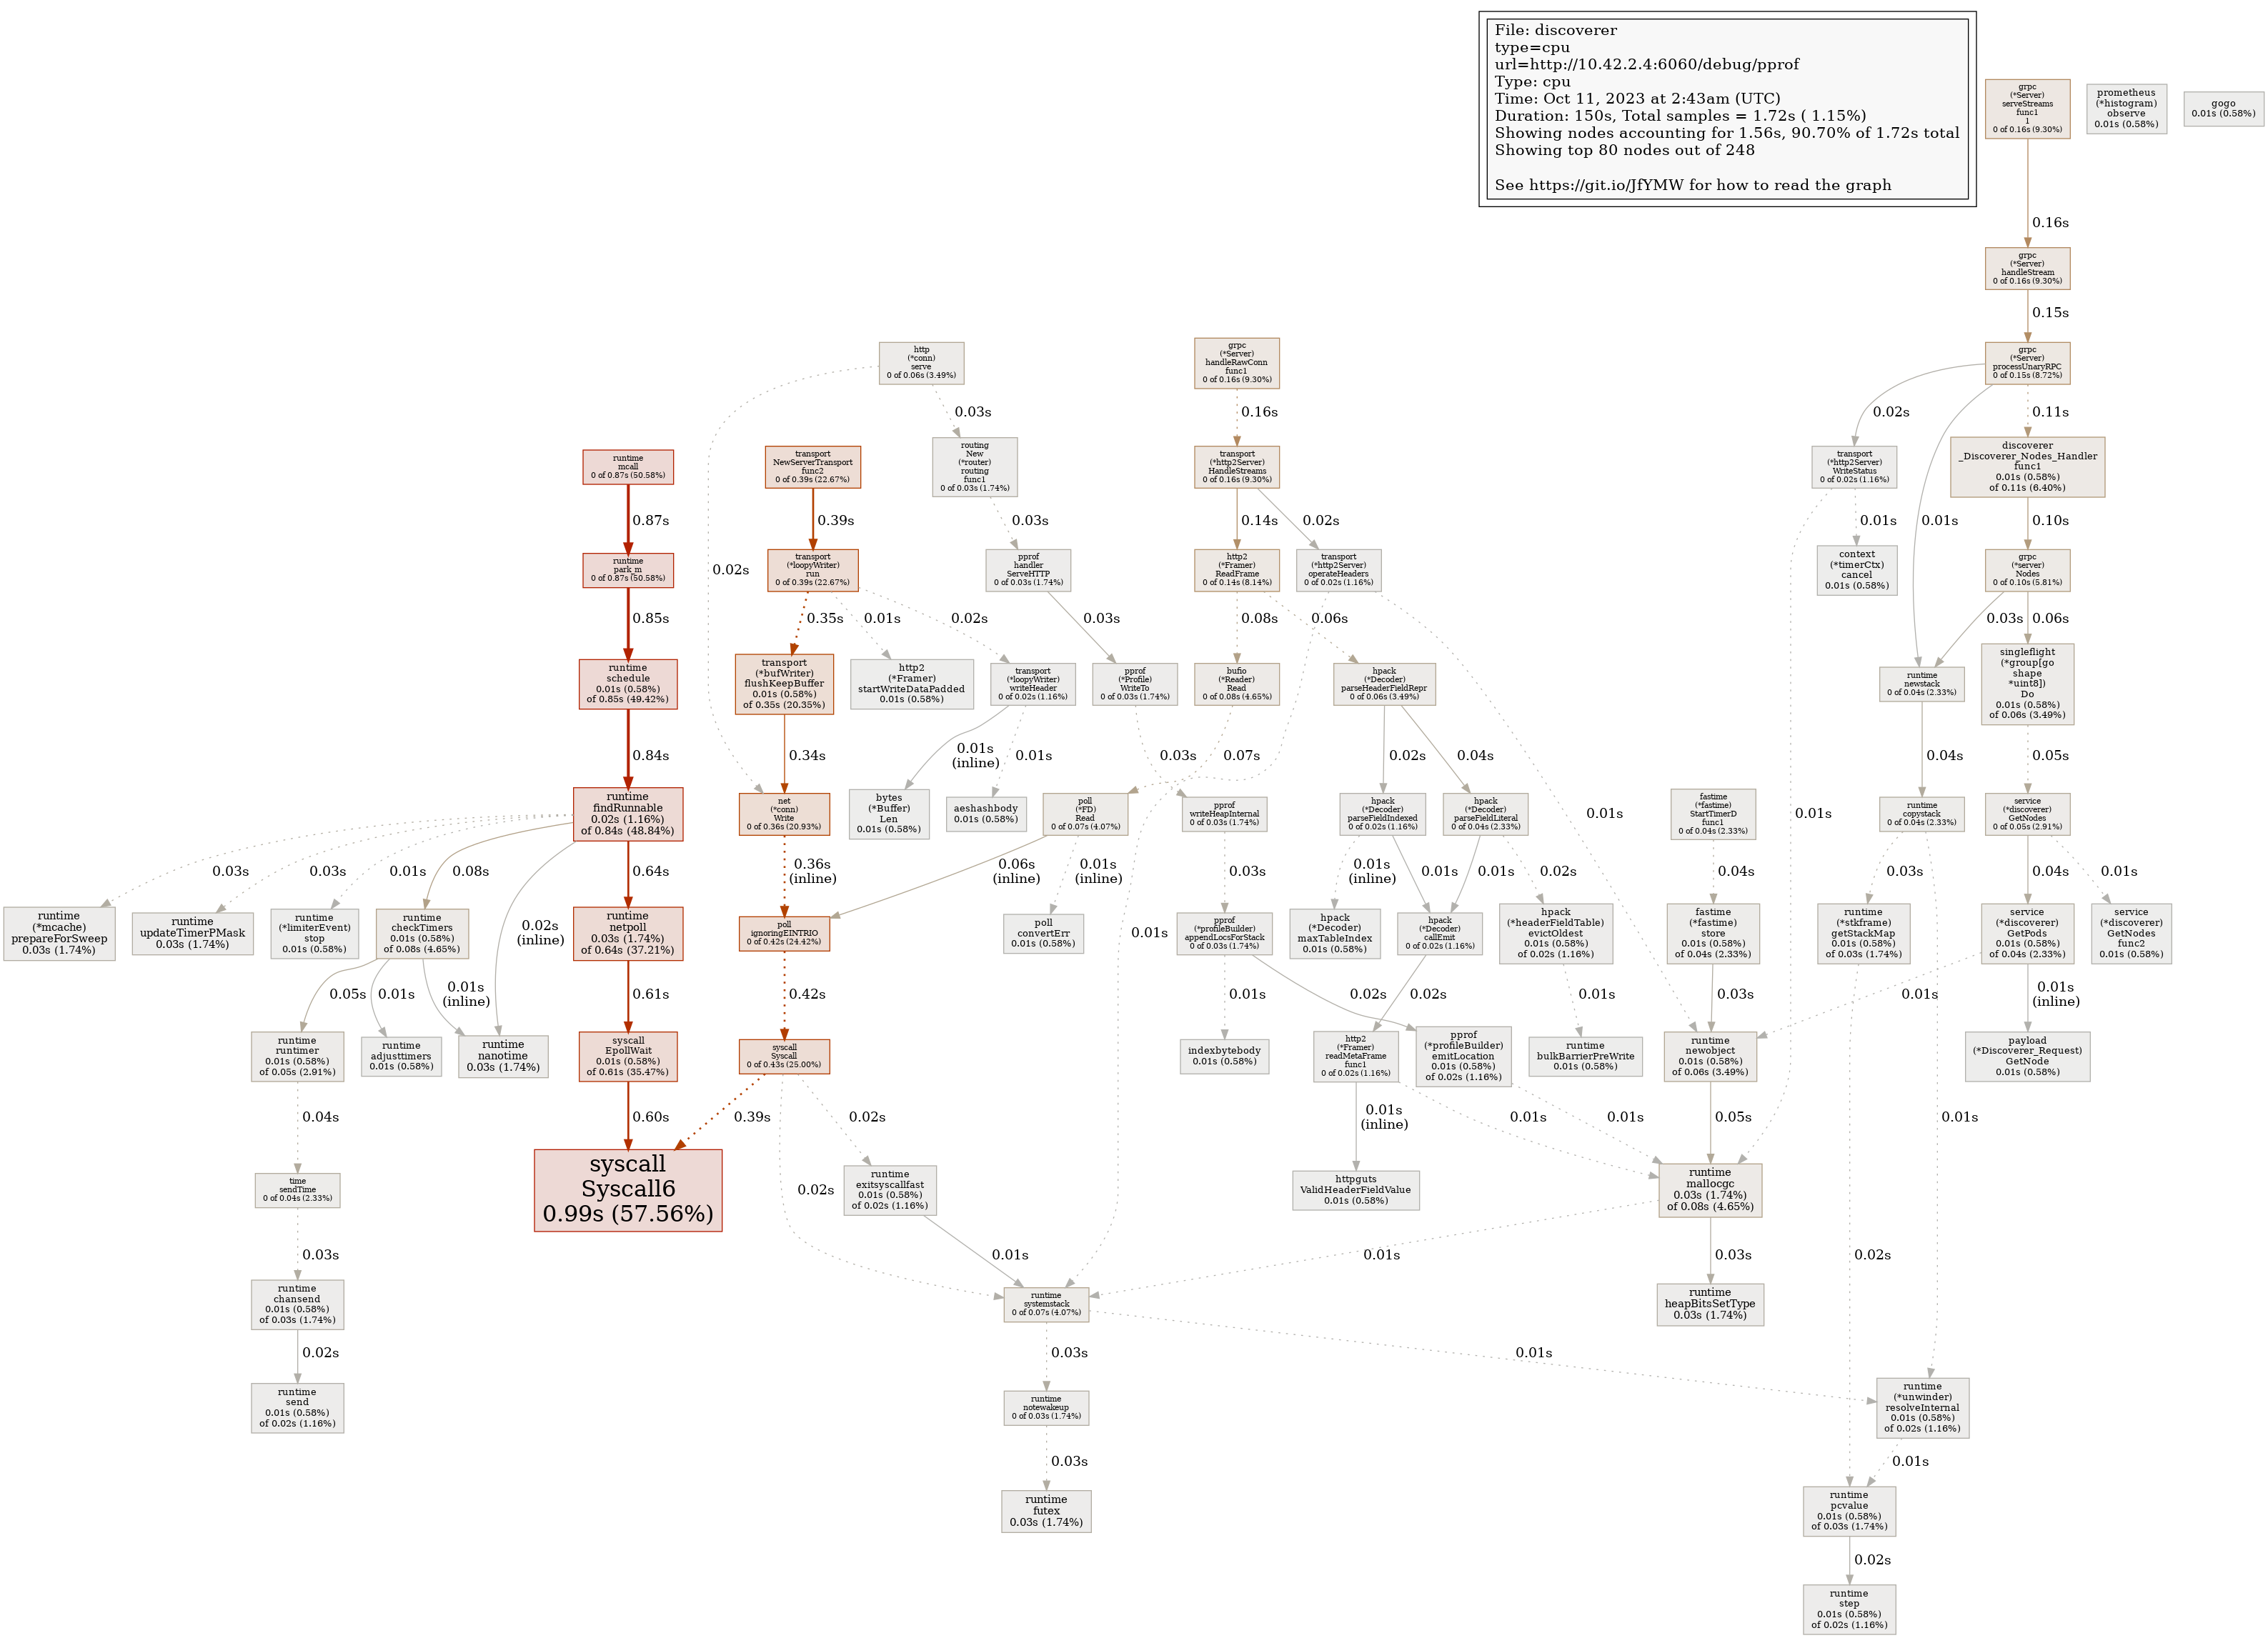 File: discoverer
type=cpu
url=http://10.42.2.4:6060/debug/pprof
Type: cpu
Time: Oct 11, 2023 at 2:43am (UTC)
Duration: 150s, Total samples = 1.72s ( 1.15%)
Showing nodes accounting for 1.56s, 90.70% of 1.72s total
Showing top 80 nodes out of 248
See https://git.io/JfYMW for how to read the graph
grpc
(*Server)
serveStreams
func1
1
0 of 0.16s (9.30%)
prometheus
(*histogram)
observe
0.01s (0.58%)
gogo
0.01s (0.58%)
0.16s
grpc
(*Server)
handleStream
0 of 0.16s (9.30%)
0.15s
http
(*conn)
serve
0 of 0.06s (3.49%)
grpc
(*Server)
handleRawConn
func1
0 of 0.16s (9.30%)
grpc
(*Server)
processUnaryRPC
0 of 0.15s (8.72%)
0.03s
0.16s
0.02s
0.11s
runtime
mcall
0 of 0.87s (50.58%)
transport
NewServerTransport
func2
0 of 0.39s (22.67%)
routing
New
(*router)
routing
func1
0 of 0.03s (1.74%)
transport
(*http2Server)
HandleStreams
0 of 0.16s (9.30%)
transport
(*http2Server)
WriteStatus
0 of 0.02s (1.16%)
discoverer
_Discoverer_Nodes_Handler
func1
0.01s (0.58%)
of 0.11s (6.40%)
0.87s
0.39s
0.03s
0.14s
0.02s
0.01s
0.01s
0.10s
runtime
park_m
0 of 0.87s (50.58%)
0.02s
transport
(*loopyWriter)
run
0 of 0.39s (22.67%)
pprof
handler
ServeHTTP
0 of 0.03s (1.74%)
http2
(*Framer)
ReadFrame
0 of 0.14s (8.14%)
transport
(*http2Server)
operateHeaders
0 of 0.02s (1.16%)
context
(*timerCtx)
cancel
0.01s (0.58%)
grpc
(*server)
Nodes
0 of 0.10s (5.81%)
0.85s
0.35s
0.01s
0.02s
0.03s
0.08s
0.06s
0.03s
0.06s
runtime
schedule
0.01s (0.58%)
of 0.85s (49.42%)
transport
(*bufWriter)
flushKeepBuffer
0.01s (0.58%)
of 0.35s (20.35%)
http2
(*Framer)
startWriteDataPadded
0.01s (0.58%)
transport
(*loopyWriter)
writeHeader
0 of 0.02s (1.16%)
pprof
(*Profile)
WriteTo
0 of 0.03s (1.74%)
bufio
(*Reader)
Read
0 of 0.08s (4.65%)
hpack
(*Decoder)
parseHeaderFieldRepr
0 of 0.06s (3.49%)
runtime
newstack
0 of 0.04s (2.33%)
singleflight
(*group[go
shape
*uint8])
Do
0.01s (0.58%)
of 0.06s (3.49%)
0.84s
0.34s
0.01s
(inline)
0.01s
0.03s
0.07s
0.02s
0.04s
0.04s
0.05s
runtime
findRunnable
0.02s (1.16%)
of 0.84s (48.84%)
net
(*conn)
Write
0 of 0.36s (20.93%)
bytes
(*Buffer)
Len
0.01s (0.58%)
aeshashbody
0.01s (0.58%)
poll
(*FD)
Read
0 of 0.07s (4.07%)
pprof
writeHeapInternal
0 of 0.03s (1.74%)
hpack
(*Decoder)
parseFieldIndexed
0 of 0.02s (1.16%)
hpack
(*Decoder)
parseFieldLiteral
0 of 0.04s (2.33%)
0.01s
fastime
(*fastime)
StartTimerD
func1
0 of 0.04s (2.33%)
0.01s
runtime
copystack
0 of 0.04s (2.33%)
service
(*discoverer)
GetNodes
0 of 0.05s (2.91%)
0.03s
0.03s
0.01s
0.08s
0.02s
(inline)
0.64s
0.36s
(inline)
0.06s
(inline)
0.01s
(inline)
0.03s
0.01s
(inline)
0.01s
0.01s
0.02s
0.04s
0.03s
0.04s
0.01s
runtime
(*mcache)
prepareForSweep
0.03s (1.74%)
runtime
updateTimerPMask
0.03s (1.74%)
runtime
(*limiterEvent)
stop
0.01s (0.58%)
runtime
checkTimers
0.01s (0.58%)
of 0.08s (4.65%)
runtime
netpoll
0.03s (1.74%)
of 0.64s (37.21%)
poll
ignoringEINTRIO
0 of 0.42s (24.42%)
poll
convertErr
0.01s (0.58%)
0.01s
pprof
(*profileBuilder)
appendLocsForStack
0 of 0.03s (1.74%)
hpack
(*Decoder)
maxTableIndex
0.01s (0.58%)
hpack
(*Decoder)
callEmit
0 of 0.02s (1.16%)
hpack
(*headerFieldTable)
evictOldest
0.01s (0.58%)
of 0.02s (1.16%)
fastime
(*fastime)
store
0.01s (0.58%)
of 0.04s (2.33%)
runtime
(*stkframe)
getStackMap
0.01s (0.58%)
of 0.03s (1.74%)
service
(*discoverer)
GetPods
0.01s (0.58%)
of 0.04s (2.33%)
service
(*discoverer)
GetNodes
func2
0.01s (0.58%)
0.05s
0.01s
0.01s
(inline)
0.61s
0.42s
0.01s
0.02s
0.02s
0.01s
0.03s
0.01s
0.01s
(inline)
runtime
runtimer
0.01s (0.58%)
of 0.05s (2.91%)
runtime
adjusttimers
0.01s (0.58%)
runtime
nanotime
0.03s (1.74%)
syscall
EpollWait
0.01s (0.58%)
of 0.61s (35.47%)
syscall
Syscall
0 of 0.43s (25.00%)
indexbytebody
0.01s (0.58%)
http2
(*Framer)
readMetaFrame
func1
0 of 0.02s (1.16%)
pprof
(*profileBuilder)
emitLocation
0.01s (0.58%)
of 0.02s (1.16%)
runtime
bulkBarrierPreWrite
0.01s (0.58%)
runtime
newobject
0.01s (0.58%)
of 0.06s (3.49%)
payload
(*Discoverer_Request)
GetNode
0.01s (0.58%)
0.04s
0.60s
0.39s
0.02s
0.01s
(inline)
0.01s
0.01s
0.05s
0.01s
time
sendTime
0 of 0.04s (2.33%)
syscall
Syscall6
0.99s (57.56%)
0.02s
runtime
exitsyscallfast
0.01s (0.58%)
of 0.02s (1.16%)
httpguts
ValidHeaderFieldValue
0.01s (0.58%)
runtime
mallocgc
0.03s (1.74%)
of 0.08s (4.65%)
0.03s
0.01s
0.01s
0.03s
0.02s
runtime
chansend
0.01s (0.58%)
of 0.03s (1.74%)
runtime
systemstack
0 of 0.07s (4.07%)
runtime
heapBitsSetType
0.03s (1.74%)
0.02s
0.03s
0.01s
runtime
send
0.01s (0.58%)
of 0.02s (1.16%)
runtime
notewakeup
0 of 0.03s (1.74%)
runtime
(*unwinder)
resolveInternal
0.01s (0.58%)
of 0.02s (1.16%)
0.03s
0.01s
runtime
futex
0.03s (1.74%)
runtime
pcvalue
0.01s (0.58%)
of 0.03s (1.74%)
0.02s
runtime
step
0.01s (0.58%)
of 0.02s (1.16%)